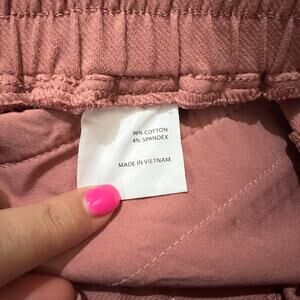 96% COTTON
4% SPANDEX
MADE IN VIETNAM